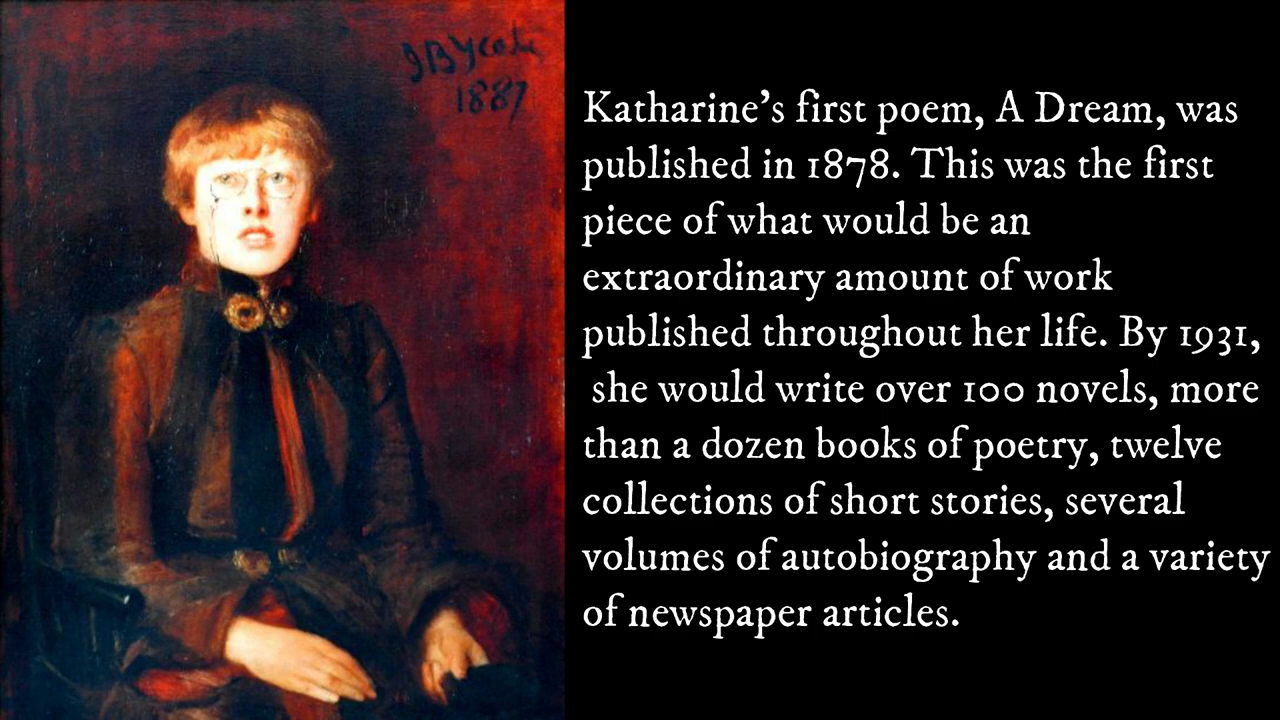 JBYeats
1887
Katharine's first poem, A Dream, was
published in 1878. This was the first
piece of what would be an
extraordinary amount of work
published throughout her life. By 1931,
she would write over 100 novels, more
than a dozen books of poetry, twelve
collections of short stories, several
volumes of autobiography and a variety
of newspaper articles.